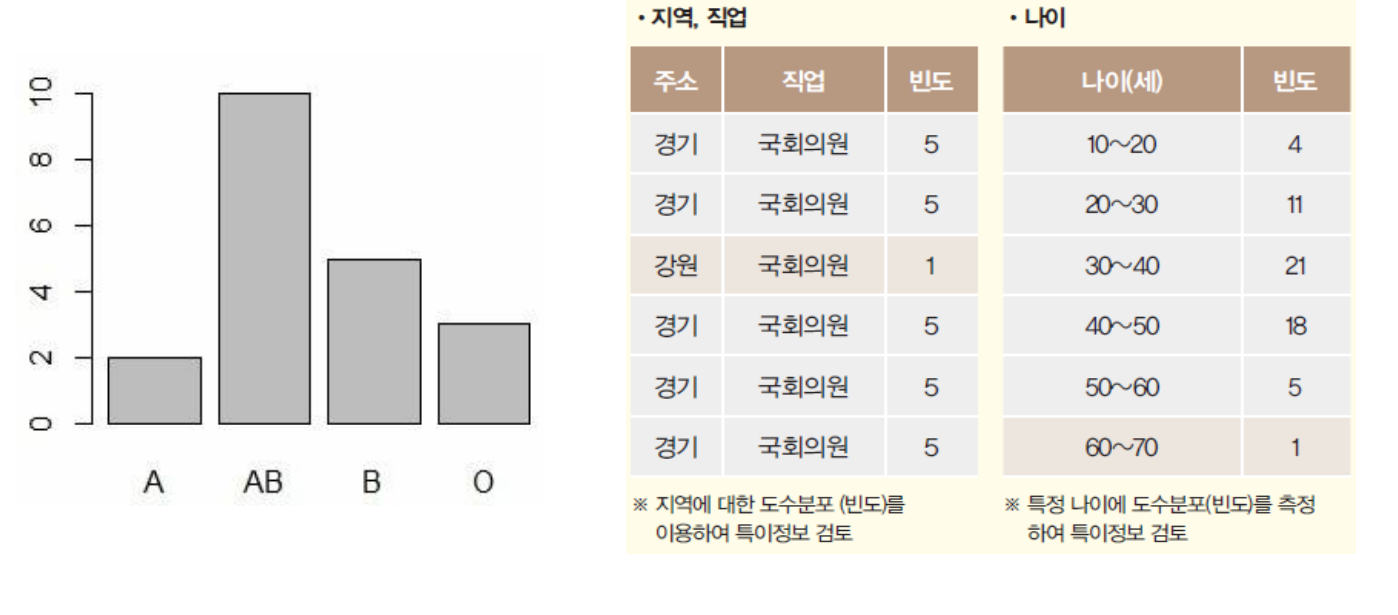 10
8
6
4
2
0
A AB B O
• 지역, 직업
주소 직업 빈도
경기 국회의원 5
경기 국회의원 5
강원 국회의원 1
경기 국회의원 5
경기 국회의원 5
경기 국회의원 5
※ 지역에 대한 도수분포 (빈도)를
이용하여 특이정보 검토
• 나이
나이(세) 빈도
10~20 4
20~30 11
30~40 21
40~50 18
50~60 5
60~70 1
※ 특정 나이에 도수분포(빈도)를 측정
하여 특이정보 검토